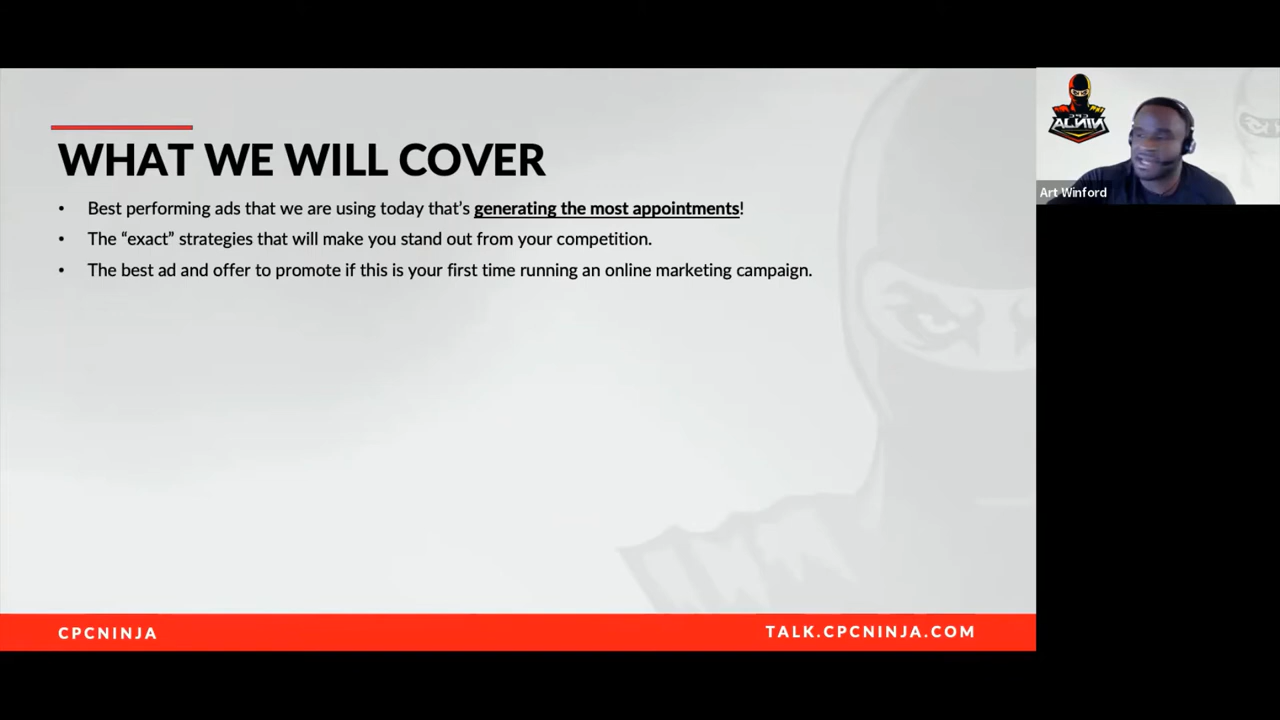 WHAT WE WILL COVER
• Best performing ads that we are using today that’s generating the most appointments!
• The “exact” strategies that will make you stand out from your competition.
• The best ad and offer to promote if this is your first time running an online marketing campaign.
CPCNINJA
TALK.CPCNINJA.COM
CPC
NINJA
Art Winford